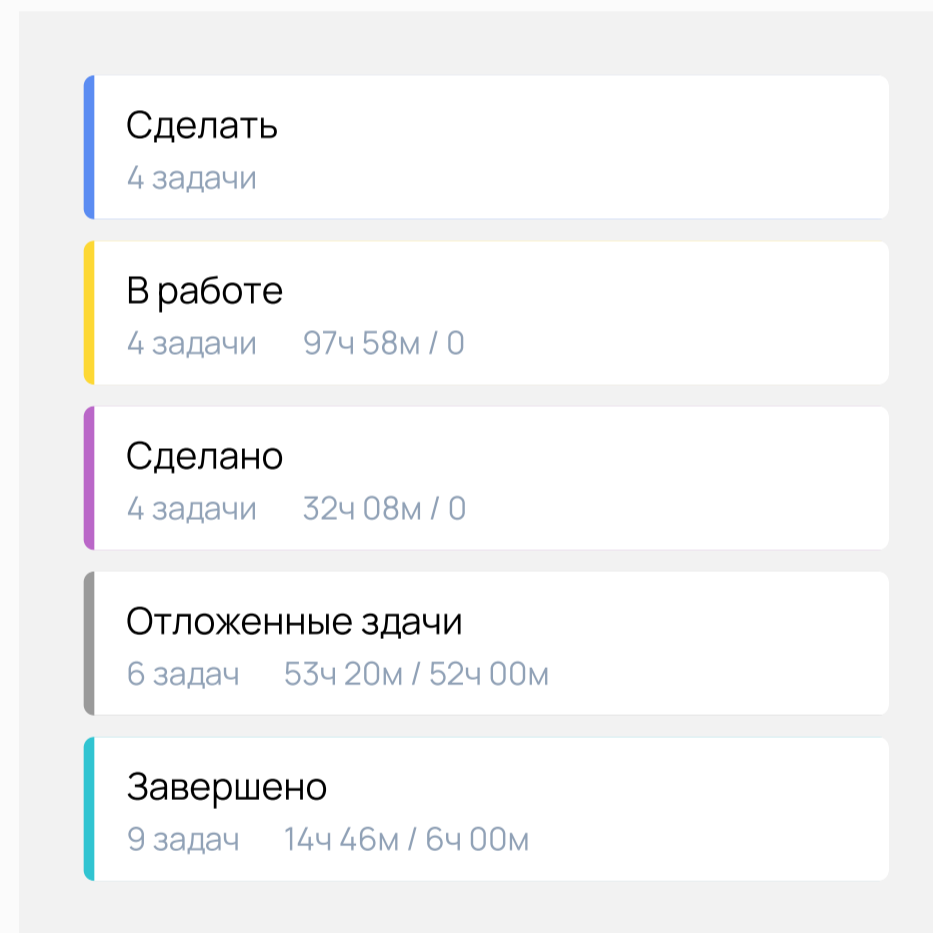 Сделать
4 задачи
В работе
4 задачи 97ч 58м / 0
Сделано
4 задачи 32ч 08м / 0
Отложенные здачи
6 задач 53ч 20м / 52ч 00м
Завершено
9 задач 14ч 46м / 6ч 00м